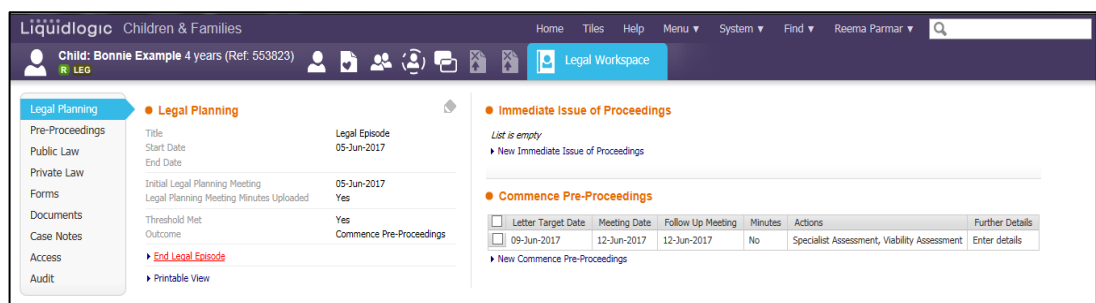 Liquidlogic Children & Families
Home Tiles Help Menu ▾ System ▾ Find ▾ Reema Parmar ▾
Child: Bonnie Example 4 years (Ref: 553823)
R LEG
Legal Workspace
Legal Planning
Pre-Proceedings
Public Law
Private Law
Forms
Documents
Case Notes
Access
Audit
Legal Planning
Title Legal Episode
Start Date 05-Jun-2017
End Date
Initial Legal Planning Meeting 05-Jun-2017
Legal Planning Meeting Minutes Uploaded Yes
Threshold Met Yes
Outcome Commence Pre-Proceedings
End Legal Episode
Printable View
Immediate Issue of Proceedings
List is empty
New Immediate Issue of Proceedings
Commence Pre-Proceedings
Letter Target Date Meeting Date Follow Up Meeting Minutes Actions Further Details
09-Jun-2017 12-Jun-2017 12-Jun-2017 No Specialist Assessment, Viability Assessment Enter details
New Commence Pre-Proceedings